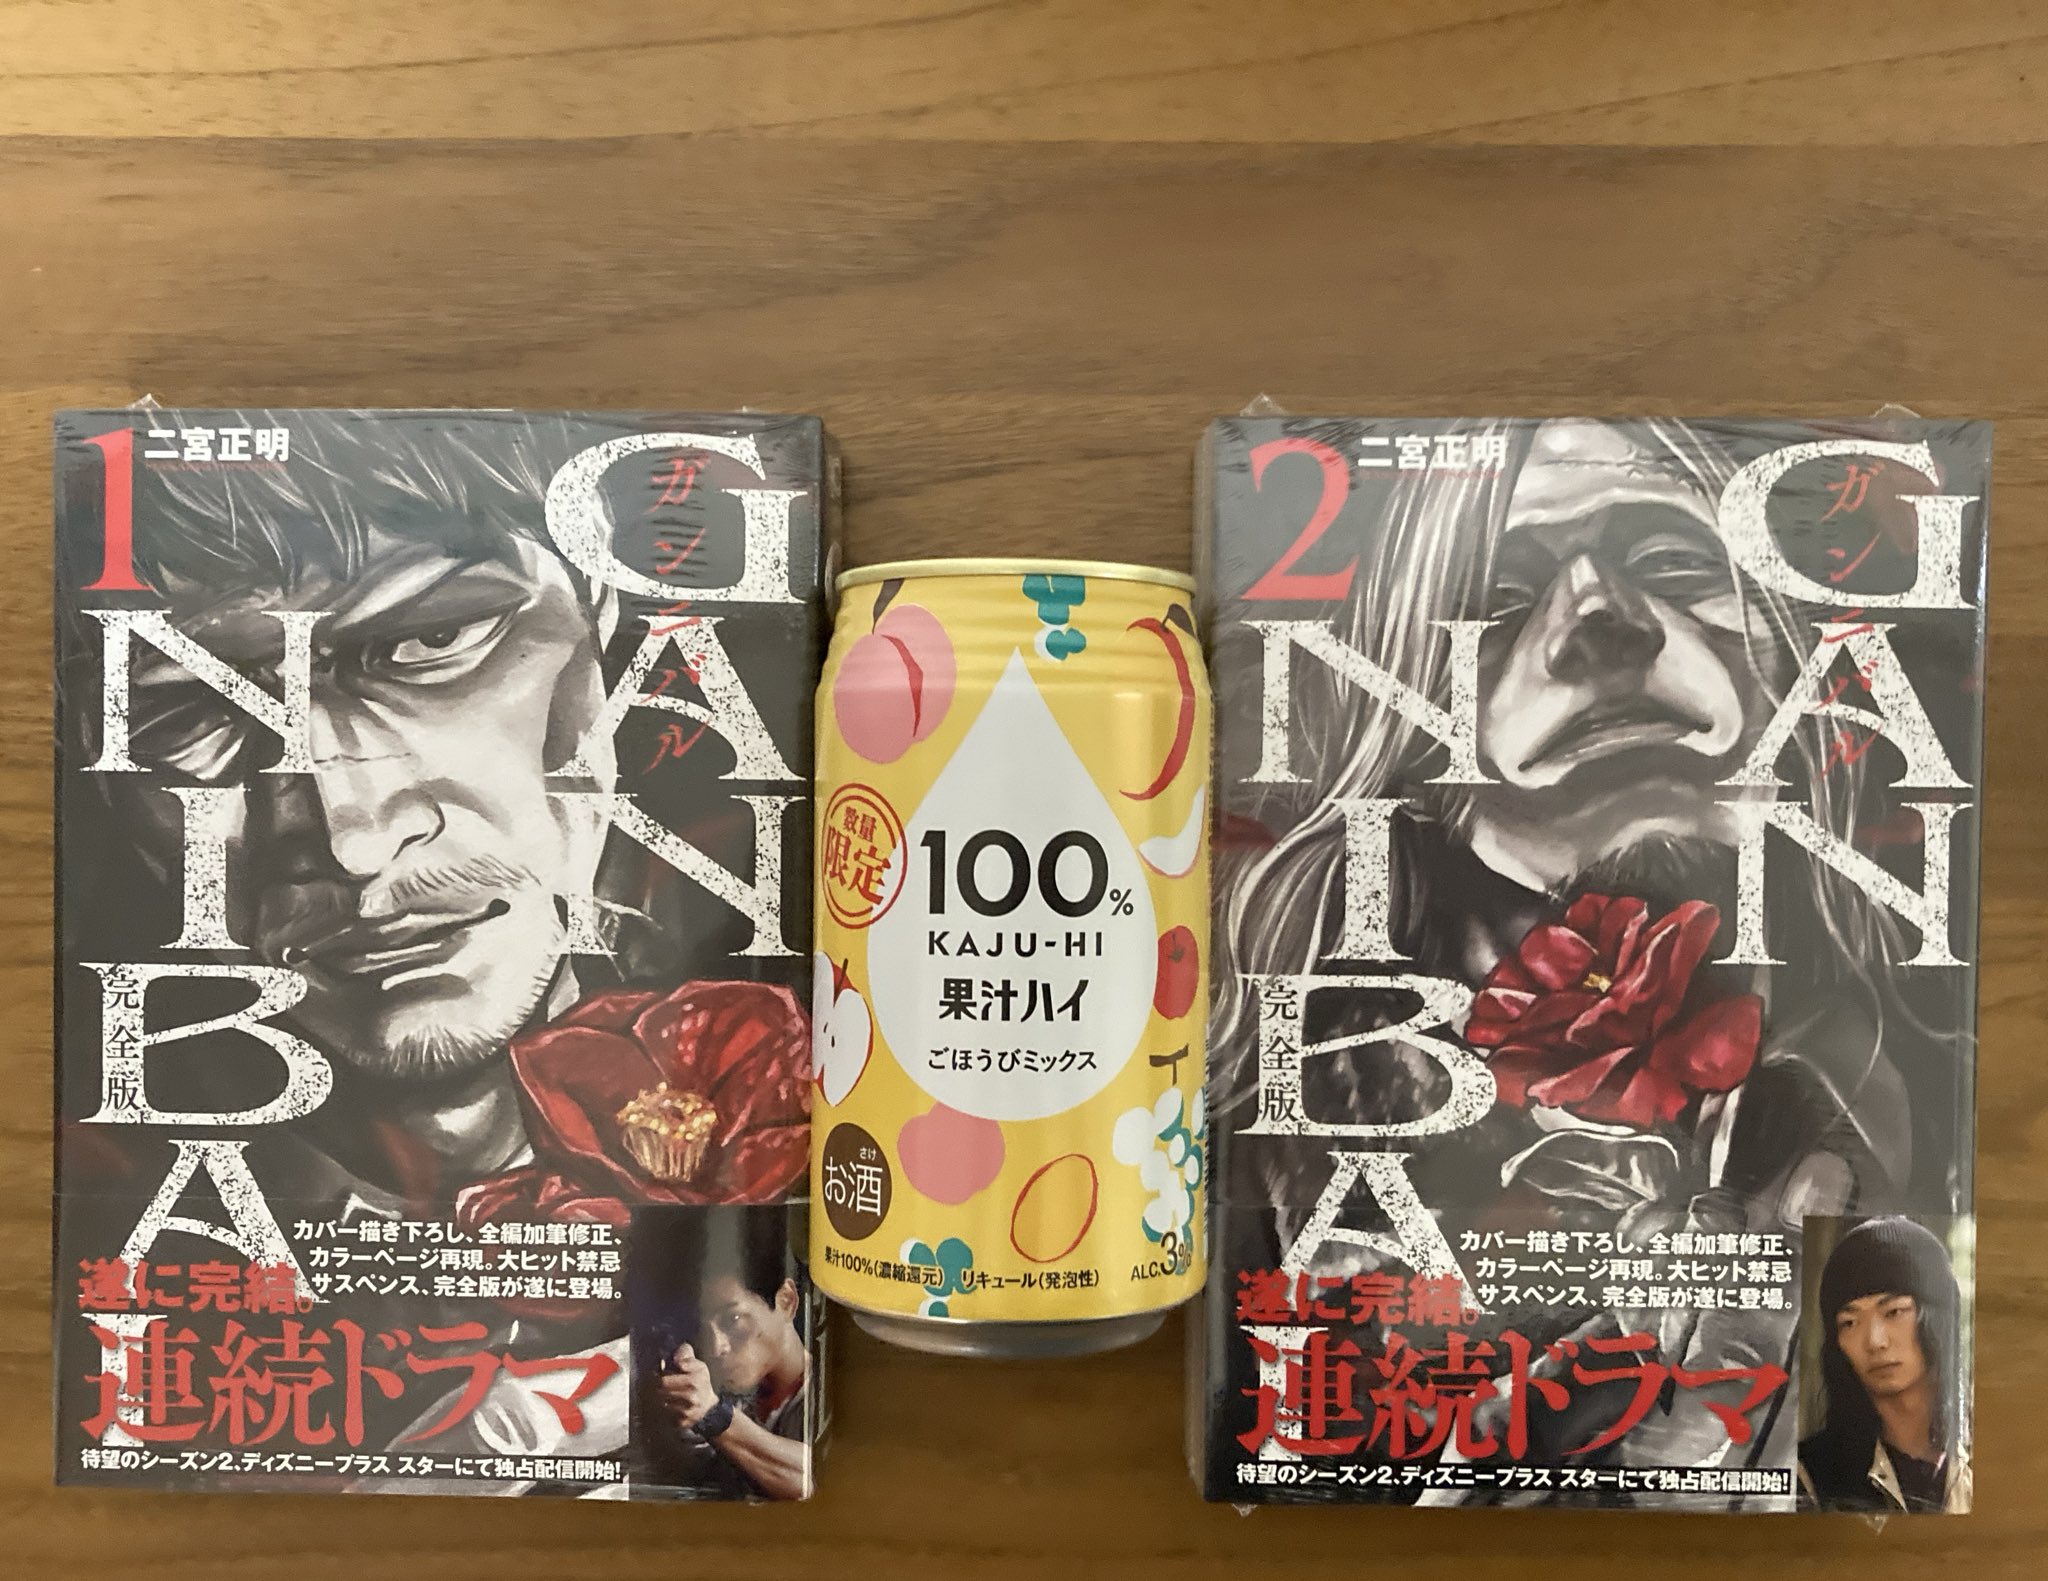 1
二宮正明
GANNIBAL
ガンニバル
完全版
カバー描き下ろし、全編加筆修正、
カラーページ再現。大ヒット禁忌
サスペンス、完全版が遂に登場。
遂に完結。
連続ドラマ
待望のシーズン2、ディズニープラス スターにて独占配信開始!
数量
限定
100%
KAJU-HI
果汁ハイ
ごほうびミックス
さけ
お酒
果汁100%(濃縮還元) リキュール(発泡性) ALC.3%
2
二宮正明
GANNIBAL
ガンニバル
完全版
カバー描き下ろし、全編加筆修正、
カラーページ再現。大ヒット禁忌
サスペンス、完全版が遂に登場。
遂に完結。
連続ドラマ
待望のシーズン2、ディズニープラス スターにて独占配信開始!